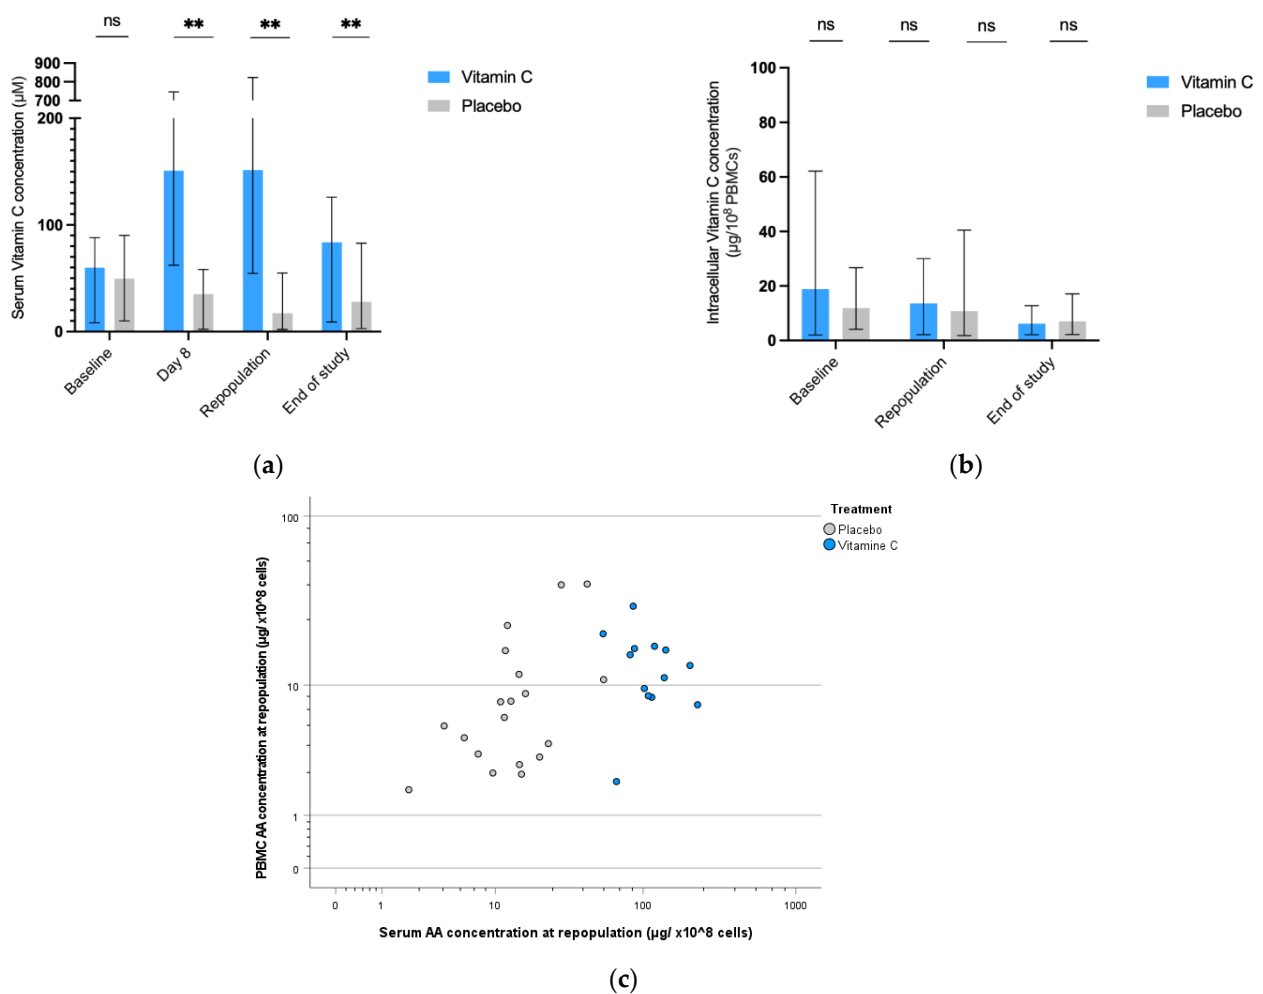 ns ** ** **
Serum Vitamin C concentration (μM)
900
800
700
200
100
0
Baseline
Day 8
Repopulation
End of study
Vitamin C
Placebo
(a)
ns ns ns ns
Intracellular Vitamin C concentration
(μg/10⁸ PBMCs)
100
80
60
40
20
0
Baseline
Repopulation
End of study
Vitamin C
Placebo
(b)
PBMC AA concentration at repopulation (μg/ x10^8 cells)
100
10
1
0
0 1 10 100 1000
Serum AA concentration at repopulation (μg/ x10^8 cells)
Treatment
Placebo
Vitamine C
(c)